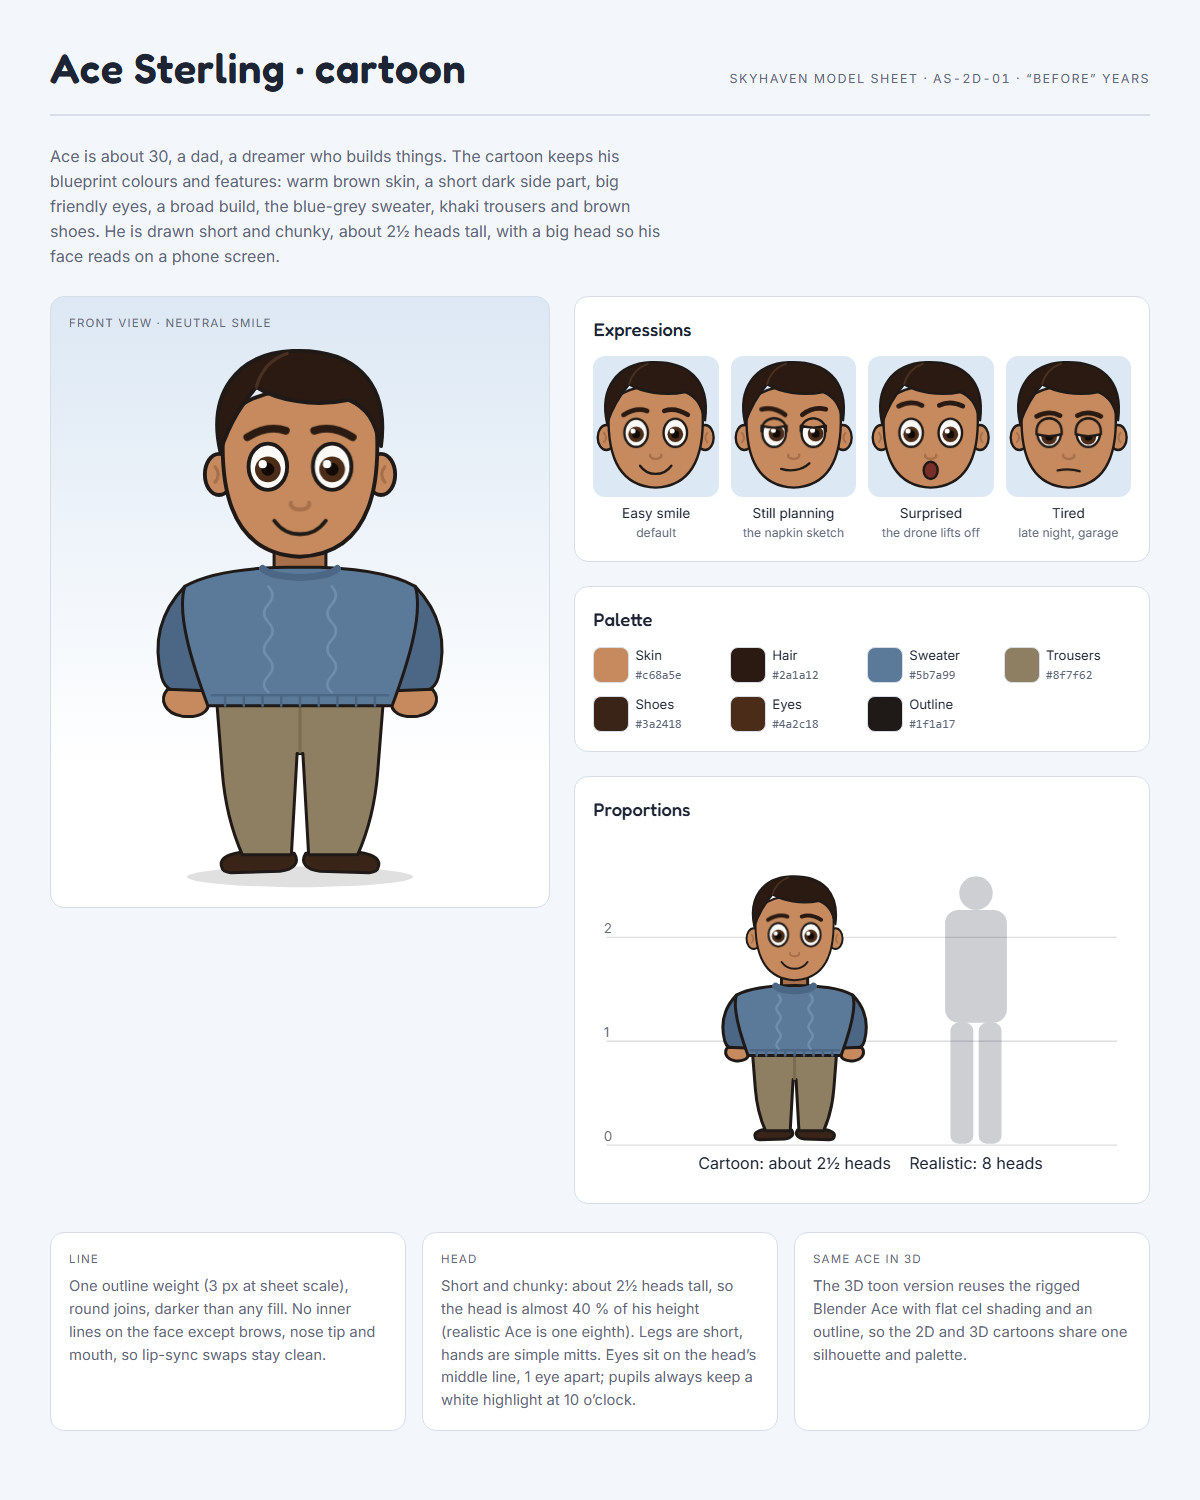 Ace Sterling · cartoon
SKYHAVEN MODEL SHEET · AS-2D-01 · “BEFORE” YEARS
Ace is about 30, a dad, a dreamer who builds things. The cartoon keeps his
blueprint colours and features: warm brown skin, a short dark side part, big
friendly eyes, a broad build, the blue-grey sweater, khaki trousers and brown
shoes. He is drawn short and chunky, about 2½ heads tall, with a big head so his
face reads on a phone screen.
FRONT VIEW · NEUTRAL SMILE
Expressions
Easy smile
default
Still planning
the napkin sketch
Surprised
the drone lifts off
Tired
late night, garage
Palette
Skin
#c68a5e
Hair
#2a1a12
Sweater
#5b7a99
Trousers
#8f7f62
Shoes
#3a2418
Eyes
#4a2c18
Outline
#1f1a17
Proportions
2
1
0
Cartoon: about 2½ heads
Realistic: 8 heads
LINE
One outline weight (3 px at sheet scale),
round joins, darker than any fill. No inner
lines on the face except brows, nose tip and
mouth, so lip-sync swaps stay clean.
HEAD
Short and chunky: about 2½ heads tall, so
the head is almost 40 % of his height
(realistic Ace is one eighth). Legs are short,
hands are simple mitts. Eyes sit on the head’s
middle line, 1 eye apart; pupils always keep a
white highlight at 10 o’clock.
SAME ACE IN 3D
The 3D toon version reuses the rigged
Blender Ace with flat cel shading and an
outline, so the 2D and 3D cartoons share one
silhouette and palette.